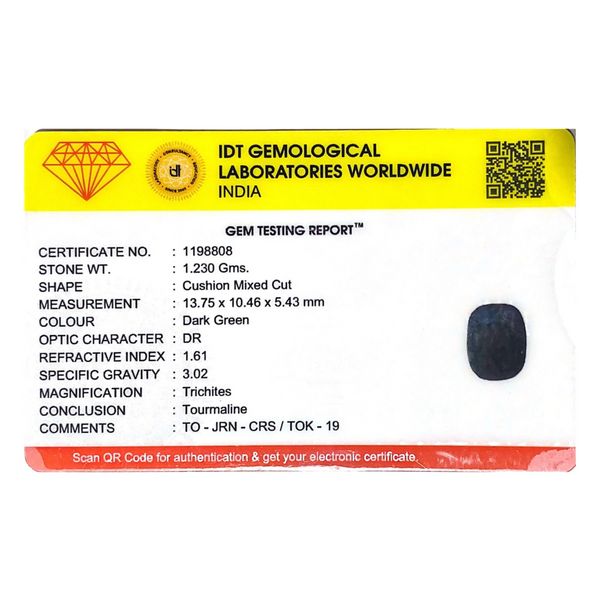 idt
IDT GEMOLOGICAL
LABORATORIES WORLDWIDE
INDIA
GEM TESTING REPORT™
CERTIFICATE NO. : 1198808
STONE WT. : 1.230 Gms.
SHAPE : Cushion Mixed Cut
MEASUREMENT : 13.75 x 10.46 x 5.43 mm
COLOUR : Dark Green
OPTIC CHARACTER : DR
REFRACTIVE INDEX : 1.61
SPECIFIC GRAVITY : 3.02
MAGNIFICATION : Trichites
CONCLUSION : Tourmaline
COMMENTS : TO - JRN - CRS / TOK - 19
Scan QR Code for authentication & get your electronic certificate.